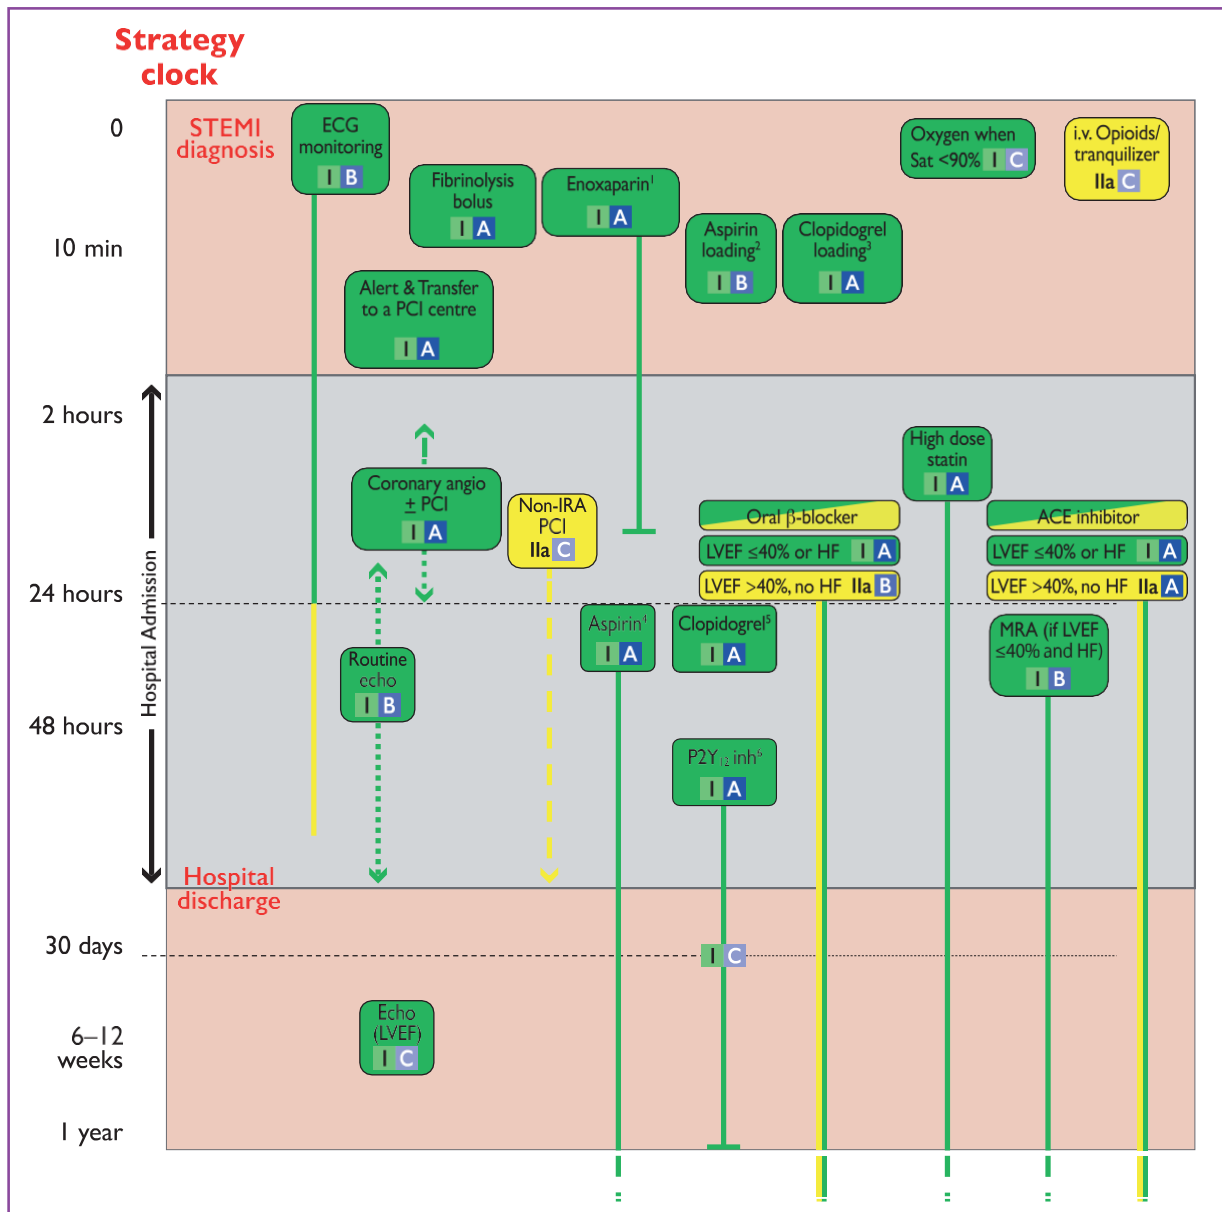 Strategy
clock
0
STEMI
diagnosis
ECG
monitoring
I B
Oxygen when
Sat <90% I C
i.v. Opioids/
tranquilizer
IIa C
Fibrinolysis
bolus
I A
Enoxaparin¹
I A
10 min
Aspirin
loading²
I B
Clopidogrel
loading³
I A
Alert & Transfer
to a PCI centre
I A
Hospital Admission
2 hours
High dose
statin
I A
Coronary angio
± PCI
I A
Non-IRA
PCI
IIa C
Oral β-blocker
LVEF ≤40% or HF I A
LVEF >40%, no HF IIa B
ACE inhibitor
LVEF ≤40% or HF I A
LVEF >40%, no HF IIa A
24 hours
Aspirin⁴
I A
Clopidogrel⁵
I A
MRA (if LVEF
≤40% and HF)
I B
Routine
echo
I B
48 hours
P2Y₁₂ inh⁶
I A
Hospital
discharge
30 days
I C
Echo
(LVEF)
I C
6–12
weeks
1 year